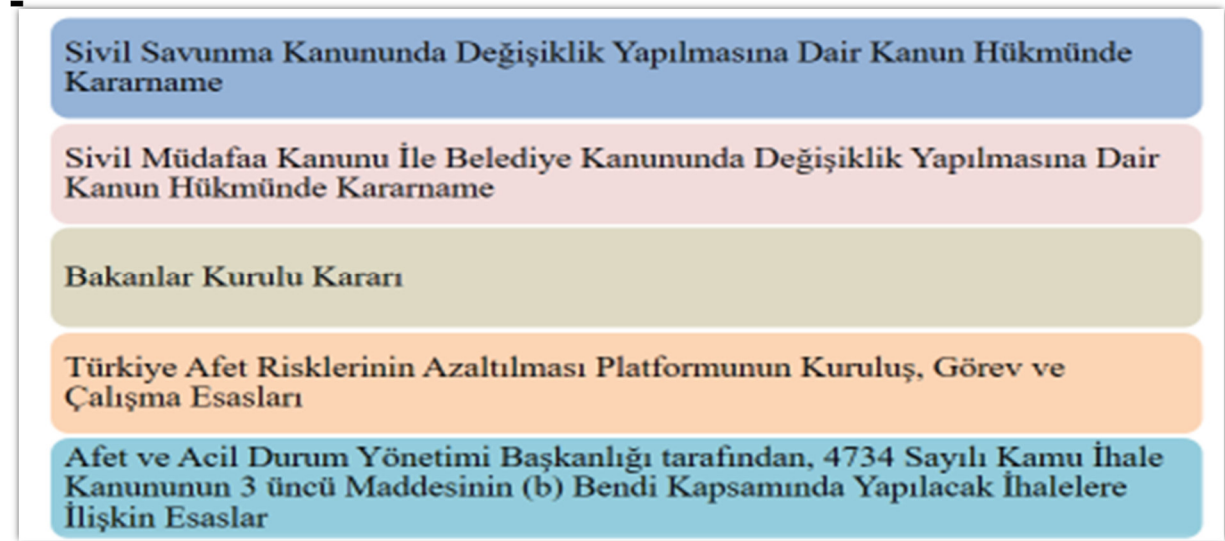 Sivil Savunma Kanununda Değişiklik Yapılmasına Dair Kanun Hükmünde
Kararname
Sivil Müdafaa Kanunu İle Belediye Kanununda Değişiklik Yapılmasına Dair
Kanun Hükmünde Kararname
Bakanlar Kurulu Kararı
Türkiye Afet Risklerinin Azaltılması Platformunun Kuruluş, Görev ve
Çalışma Esasları
Afet ve Acil Durum Yönetimi Başkanlığı tarafından, 4734 Sayılı Kamu İhale
Kanununun 3 üncü Maddesinin (b) Bendi Kapsamında Yapılacak İhalelere
İlişkin Esaslar